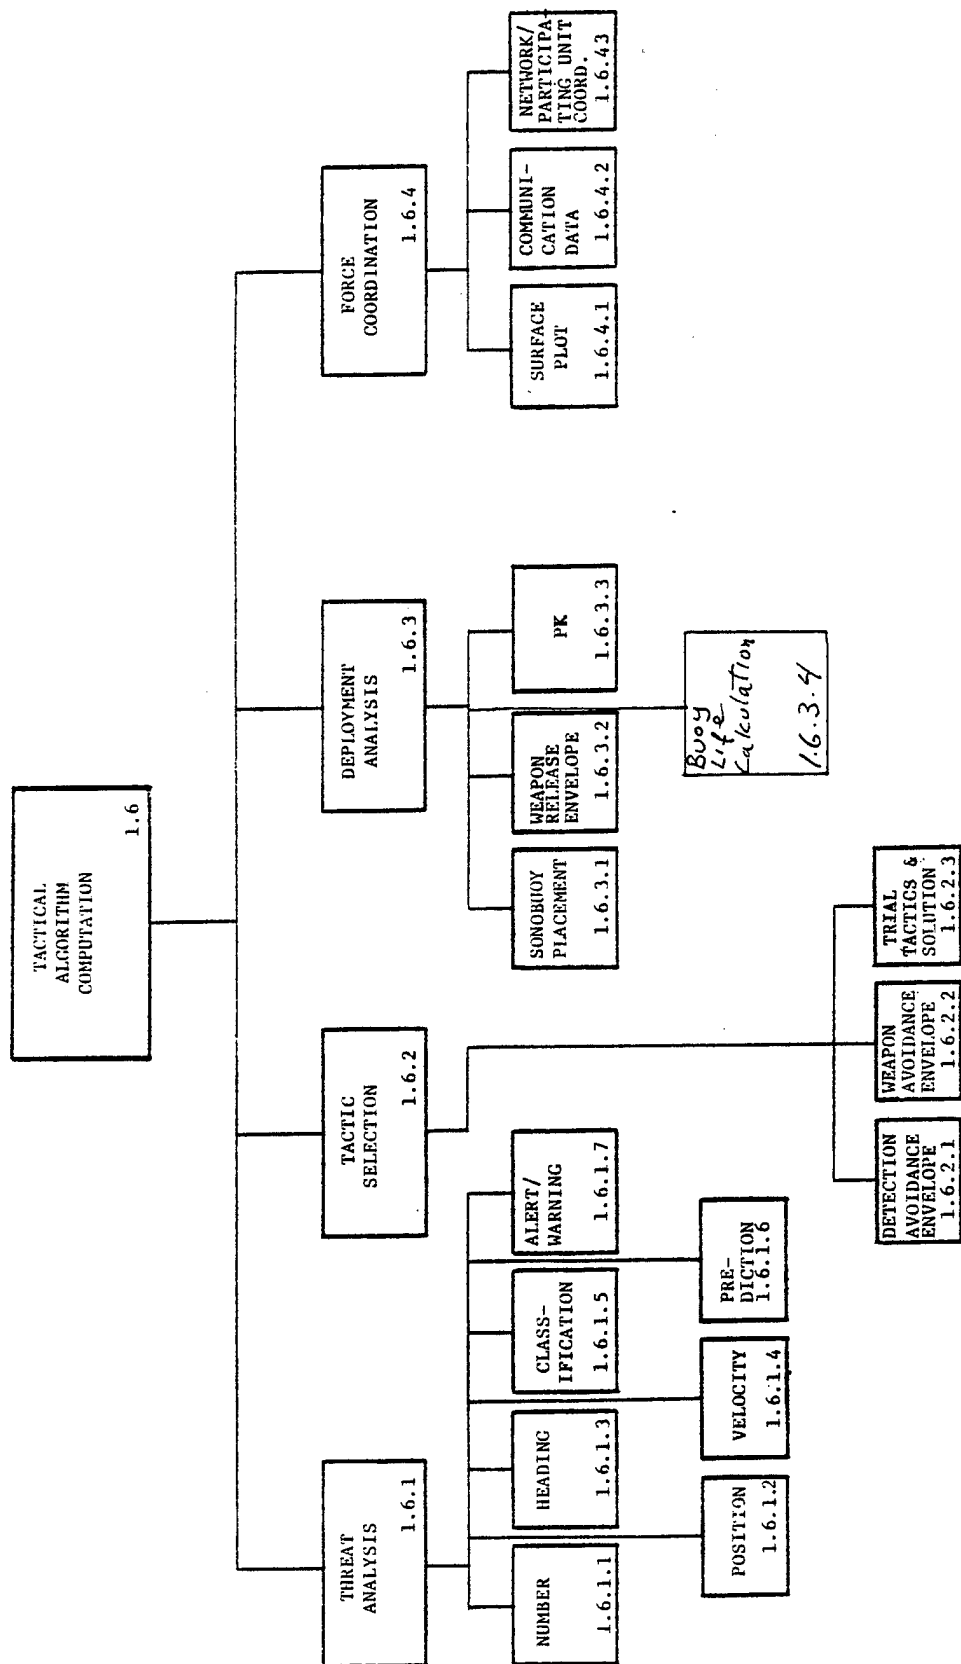 TACTICAL
ALGORITHM
COMPUTATION
1.6
THREAT
ANALYSIS
1.6.1
TACTIC
SELECTION
1.6.2
DEPLOYMENT
ANALYSIS
1.6.3
FORCE
COORDINATION
1.6.4
NUMBER
1.6.1.1
HEADING
1.6.1.3
CLASS-
IFICATION
1.6.1.5
ALERT/
WARNING
1.6.1.7
SONOBUOY
PLACEMENT
1.6.3.1
WEAPON
RELEASE
ENVELOPE
1.6.3.2
PK
1.6.3.3
SURFACE
PLOT
1.6.4.1
COMMUNI-
CATION
DATA
1.6.4.2
NETWORK/
PARTICIPA-
TING UNIT
COORD.
1.6.43
POSITION
1.6.1.2
VELOCITY
1.6.1.4
PRE-
DICTION
1.6.1.6
Buoy
Life
Calculation
1.6.3.4
DETECTION
AVOIDANCE
ENVELOPE
1.6.2.1
WEAPON
AVOIDANCE
ENVELOPE
1.6.2.2
TRIAL
TACTICS &
SOLUTION
1.6.2.3